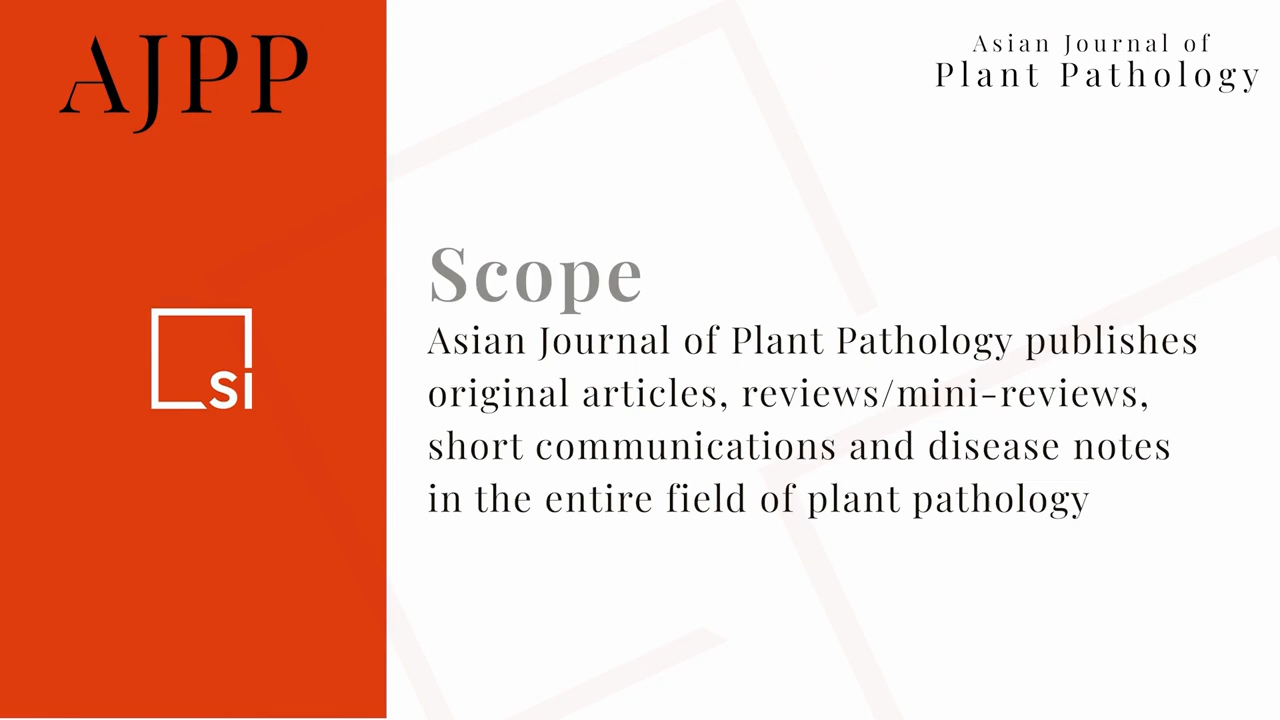 AJPP
Asian Journal of
Plant Pathology
si
Scope
Asian Journal of Plant Pathology publishes
original articles, reviews/mini-reviews,
short communications and disease notes
in the entire field of plant pathology